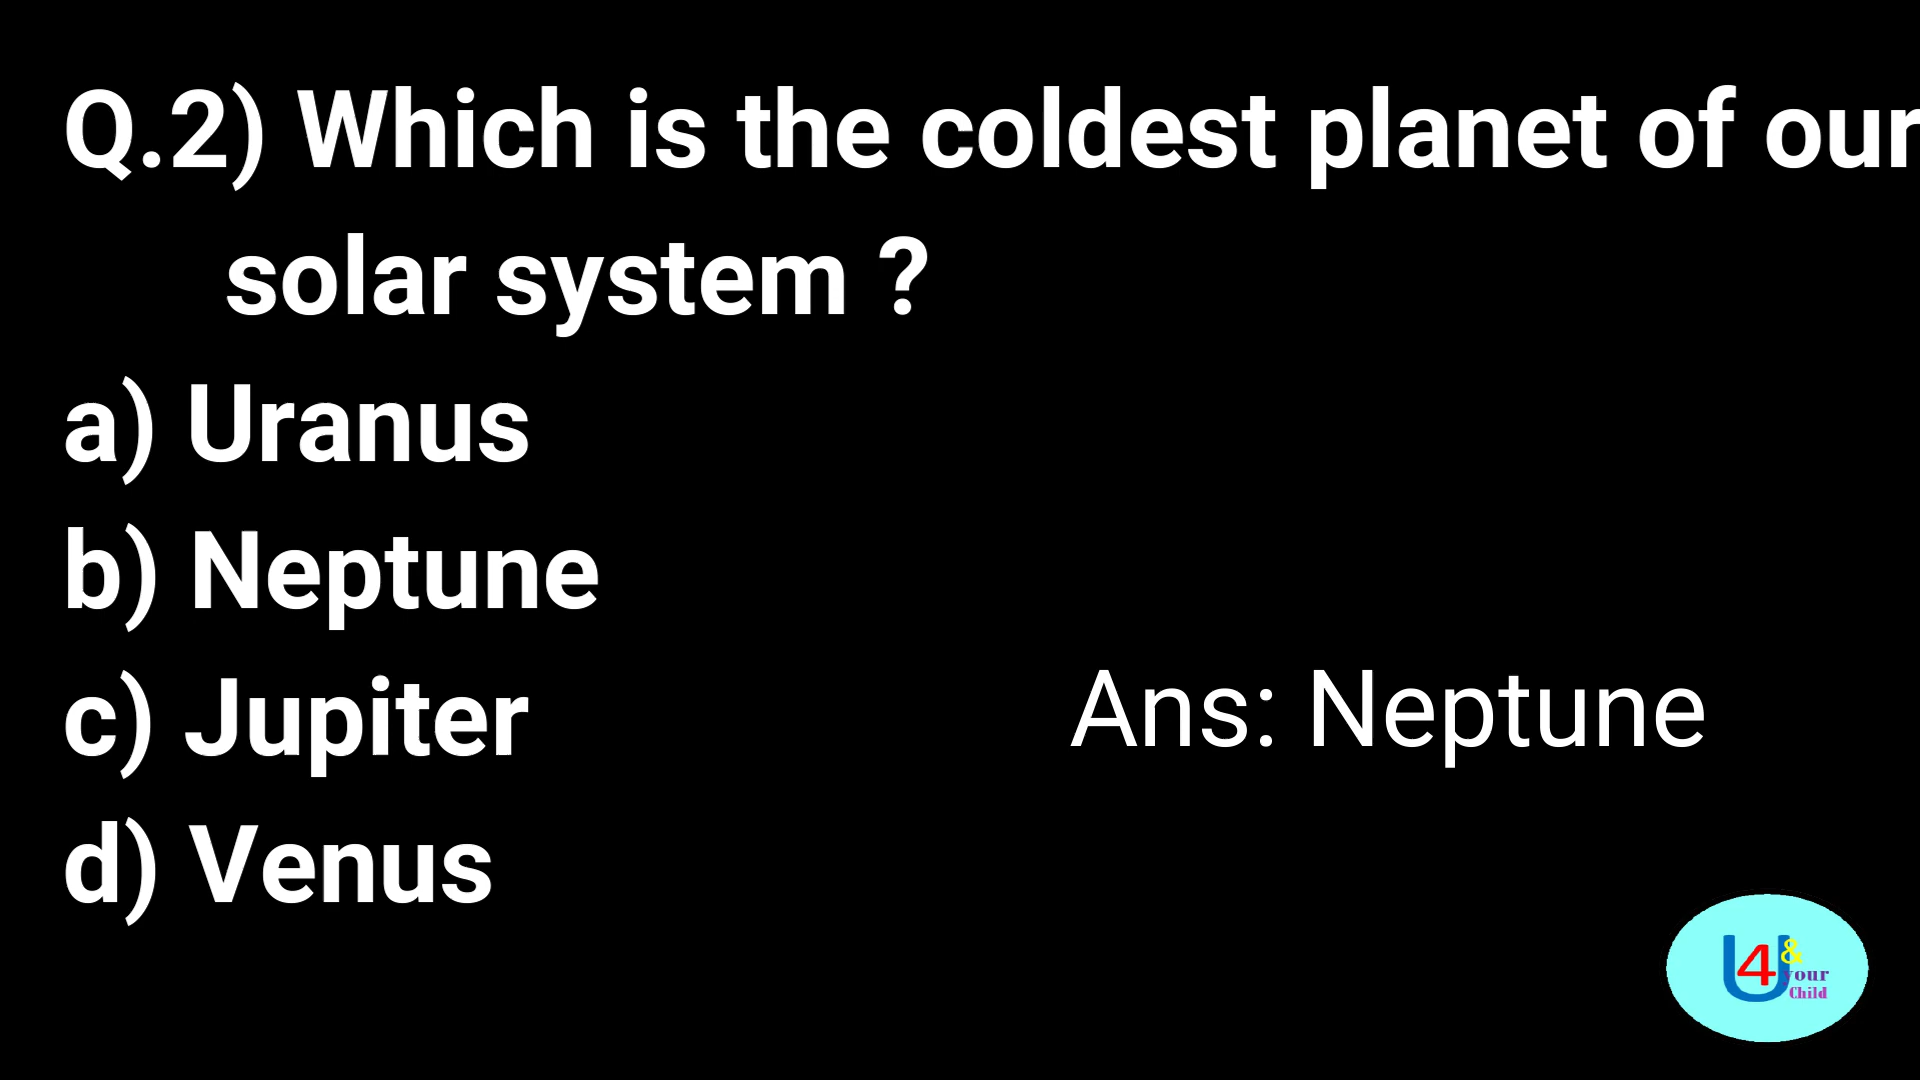 Q.2) Which is the coldest planet of our
solar system ?
a) Uranus
b) Neptune
c) Jupiter
Ans: Neptune
d) Venus
U4&
your
Child